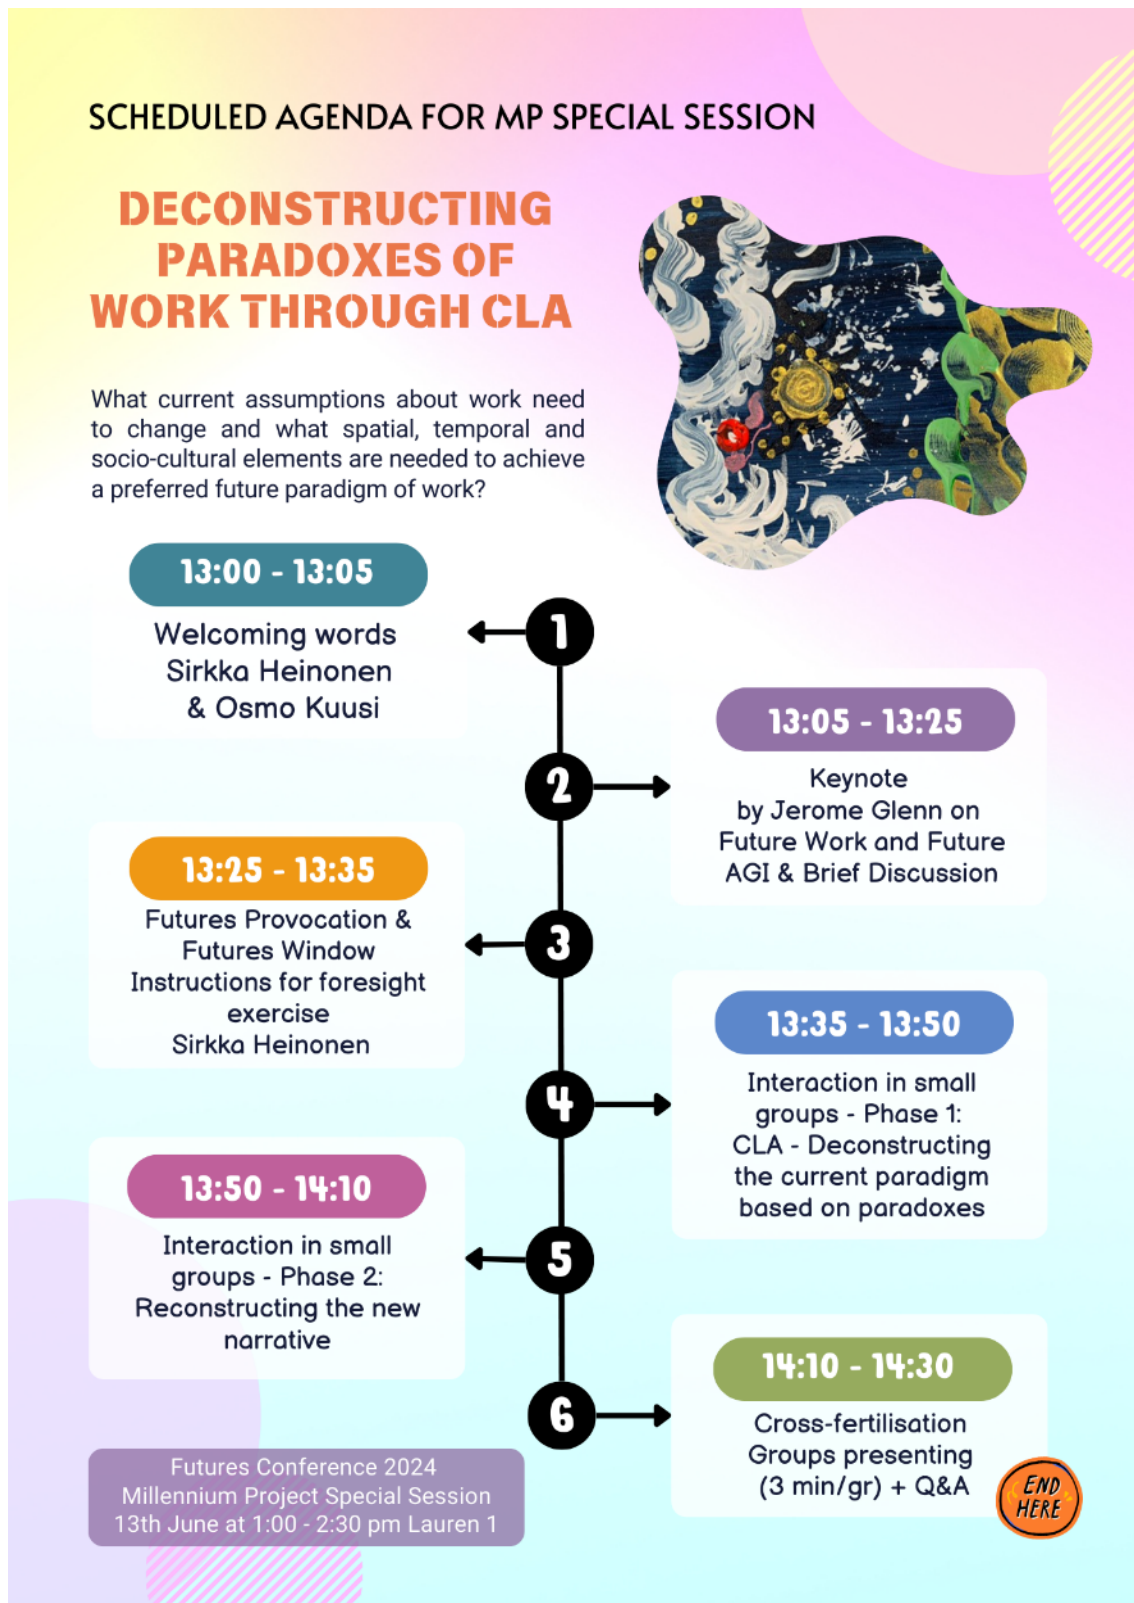 SCHEDULED AGENDA FOR MP SPECIAL SESSION
DECONSTRUCTING
PARADOXES OF
WORK THROUGH CLA
What current assumptions about work need
to change and what spatial, temporal and
socio-cultural elements are needed to achieve
a preferred future paradigm of work?
13:00 - 13:05
Welcoming words
Sirkka Heinonen
& Osmo Kuusi
1
13:05 - 13:25
Keynote
by Jerome Glenn on
Future Work and Future
AGI & Brief Discussion
2
13:25 - 13:35
Futures Provocation &
Futures Window
Instructions for foresight
exercise
Sirkka Heinonen
3
13:35 - 13:50
Interaction in small
groups - Phase 1:
CLA - Deconstructing
the current paradigm
based on paradoxes
4
13:50 - 14:10
Interaction in small
groups - Phase 2:
Reconstructing the new
narrative
5
14:10 - 14:30
Cross-fertilisation
Groups presenting
(3 min/gr) + Q&A
6
END
HERE
Futures Conference 2024
Millennium Project Special Session
13th June at 1:00 - 2:30 pm Lauren 1